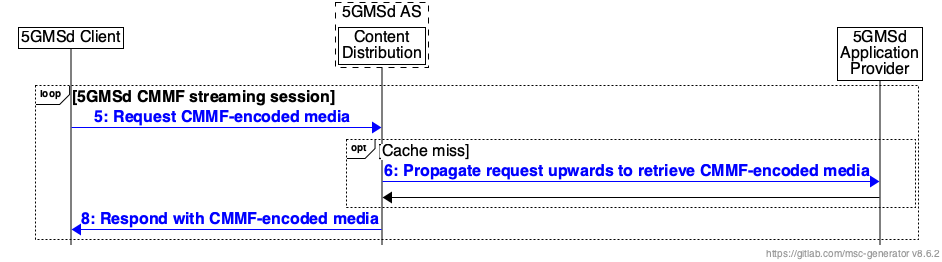 5GMSd AS
5GMSd Client
Content
Distribution
5GMSd
Application
Provider
loop
[5GMSd CMMF streaming session]
5: Request CMMF-encoded media
opt
[Cache miss]
6: Propagate request upwards to retrieve CMMF-encoded media
8: Respond with CMMF-encoded media
https://gitlab.com/msc-generator v8.6.2